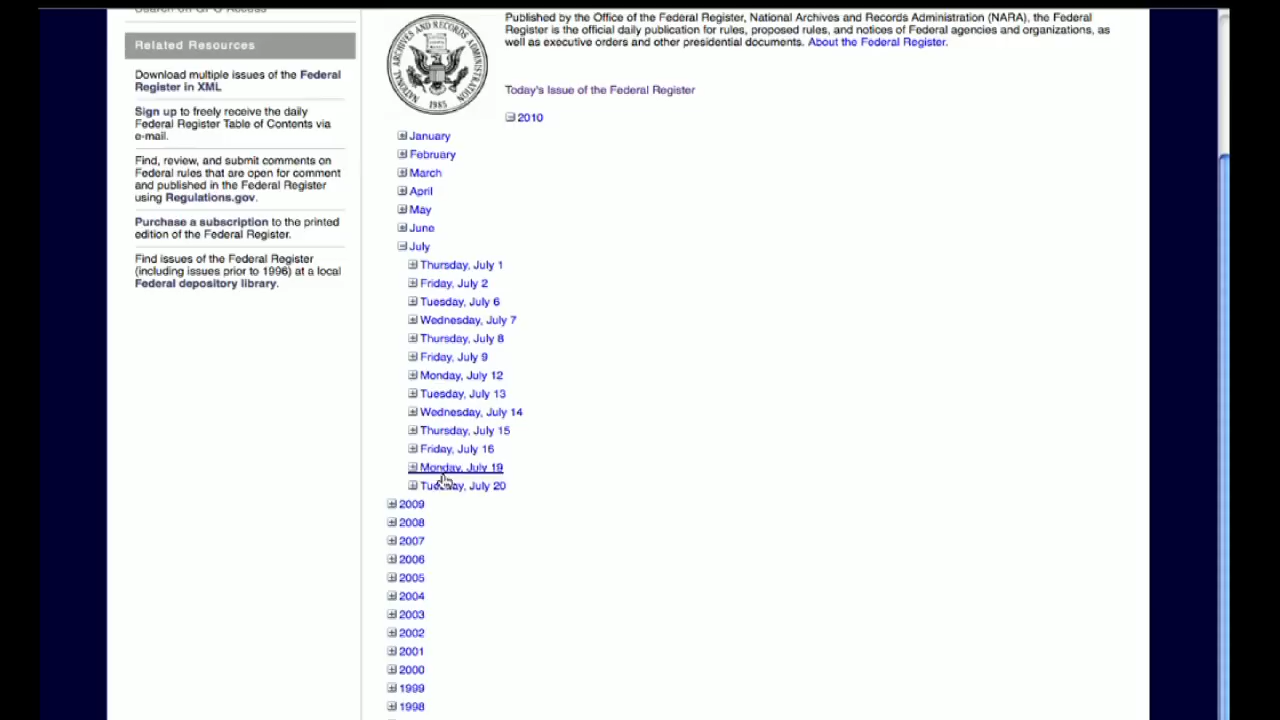 Search on GPO Access
Related Resources
Download multiple issues of the Federal
Register in XML
Sign up to freely receive the daily
Federal Register Table of Contents via
e-mail.
Find, review, and submit comments on
Federal rules that are open for comment
and published in the Federal Register
using Regulations.gov.
Purchase a subscription to the printed
edition of the Federal Register.
Find issues of the Federal Register
(including issues prior to 1996) at a local
Federal depository library.
ARCHIVES AND RECORDS ADMINISTRATION
1985
Published by the Office of the Federal Register, National Archives and Records Administration (NARA), the Federal
Register is the official daily publication for rules, proposed rules, and notices of Federal agencies and organizations, as
well as executive orders and other presidential documents. About the Federal Register.
Today's Issue of the Federal Register
2010
January
February
March
April
May
June
July
Thursday, July 1
Friday, July 2
Tuesday, July 6
Wednesday, July 7
Thursday, July 8
Friday, July 9
Monday, July 12
Tuesday, July 13
Wednesday, July 14
Thursday, July 15
Friday, July 16
Monday, July 19
Tuesday, July 20
2009
2008
2007
2006
2005
2004
2003
2002
2001
2000
1999
1998